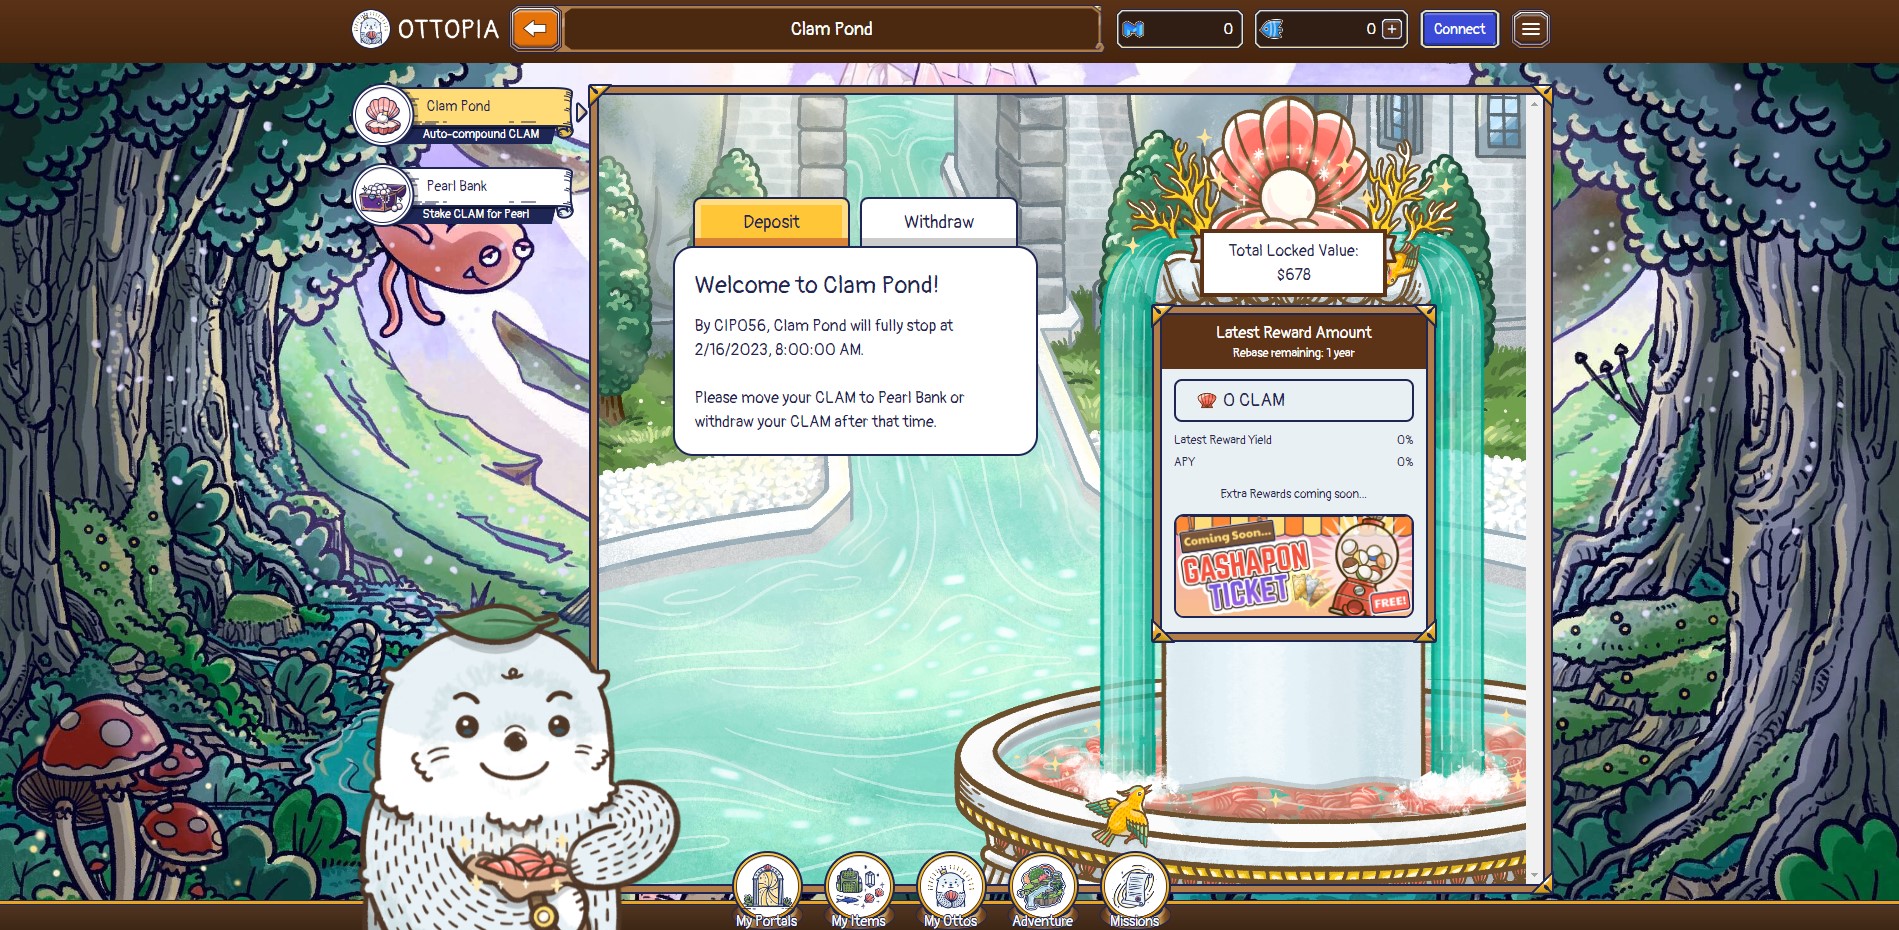 OTTOPIA
Clam Pond
0
0
Connect
Clam Pond
Auto-compound CLAM
Pearl Bank
Stake CLAM for Pearl
Deposit
Withdraw
Welcome to Clam Pond!
By CIP056, Clam Pond will fully stop at
2/16/2023, 8:00:00 AM.
Please move your CLAM to Pearl Bank or
withdraw your CLAM after that time.
Total Locked Value:
$678
Latest Reward Amount
Rebase remaining: 1 year
0 CLAM
Latest Reward Yield 0%
APY 0%
Extra Rewards coming soon...
Coming Soon...
GASHAPON
TICKET
FREE!
My Portals
My Items
My Ottos
Adventure
Missions